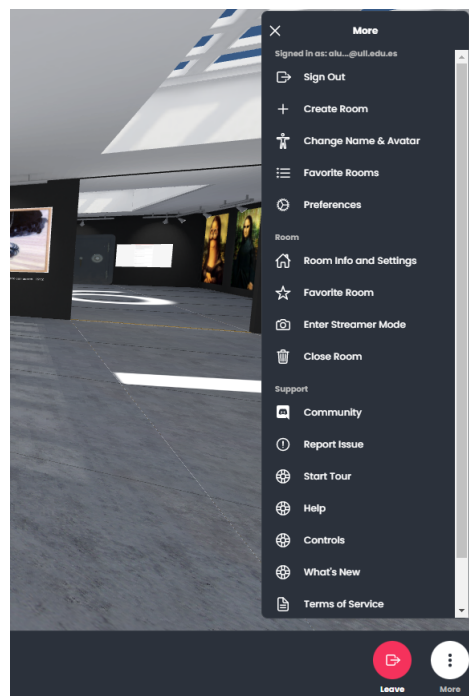 More
Signed in as: alu...@ull.edu.es
Sign Out
Create Room
Change Name & Avatar
Favorite Rooms
Preferences
Room
Room Info and Settings
Favorite Room
Enter Streamer Mode
Close Room
Support
Community
Report Issue
Start Tour
Help
Controls
What's New
Terms of Service
Leave
More